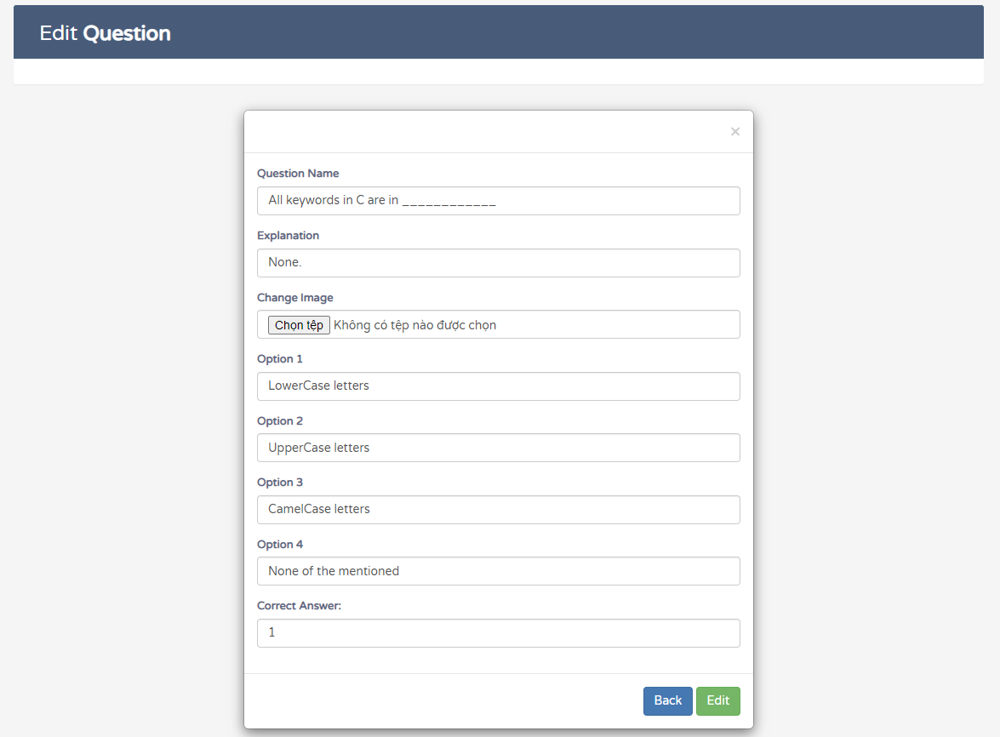 Edit Question
×
Question Name
All keywords in C are in ____________
Explanation
None.
Change Image
Chọn tệp Không có tệp nào được chọn
Option 1
LowerCase letters
Option 2
UpperCase letters
Option 3
CamelCase letters
Option 4
None of the mentioned
Correct Answer:
1
Back Edit